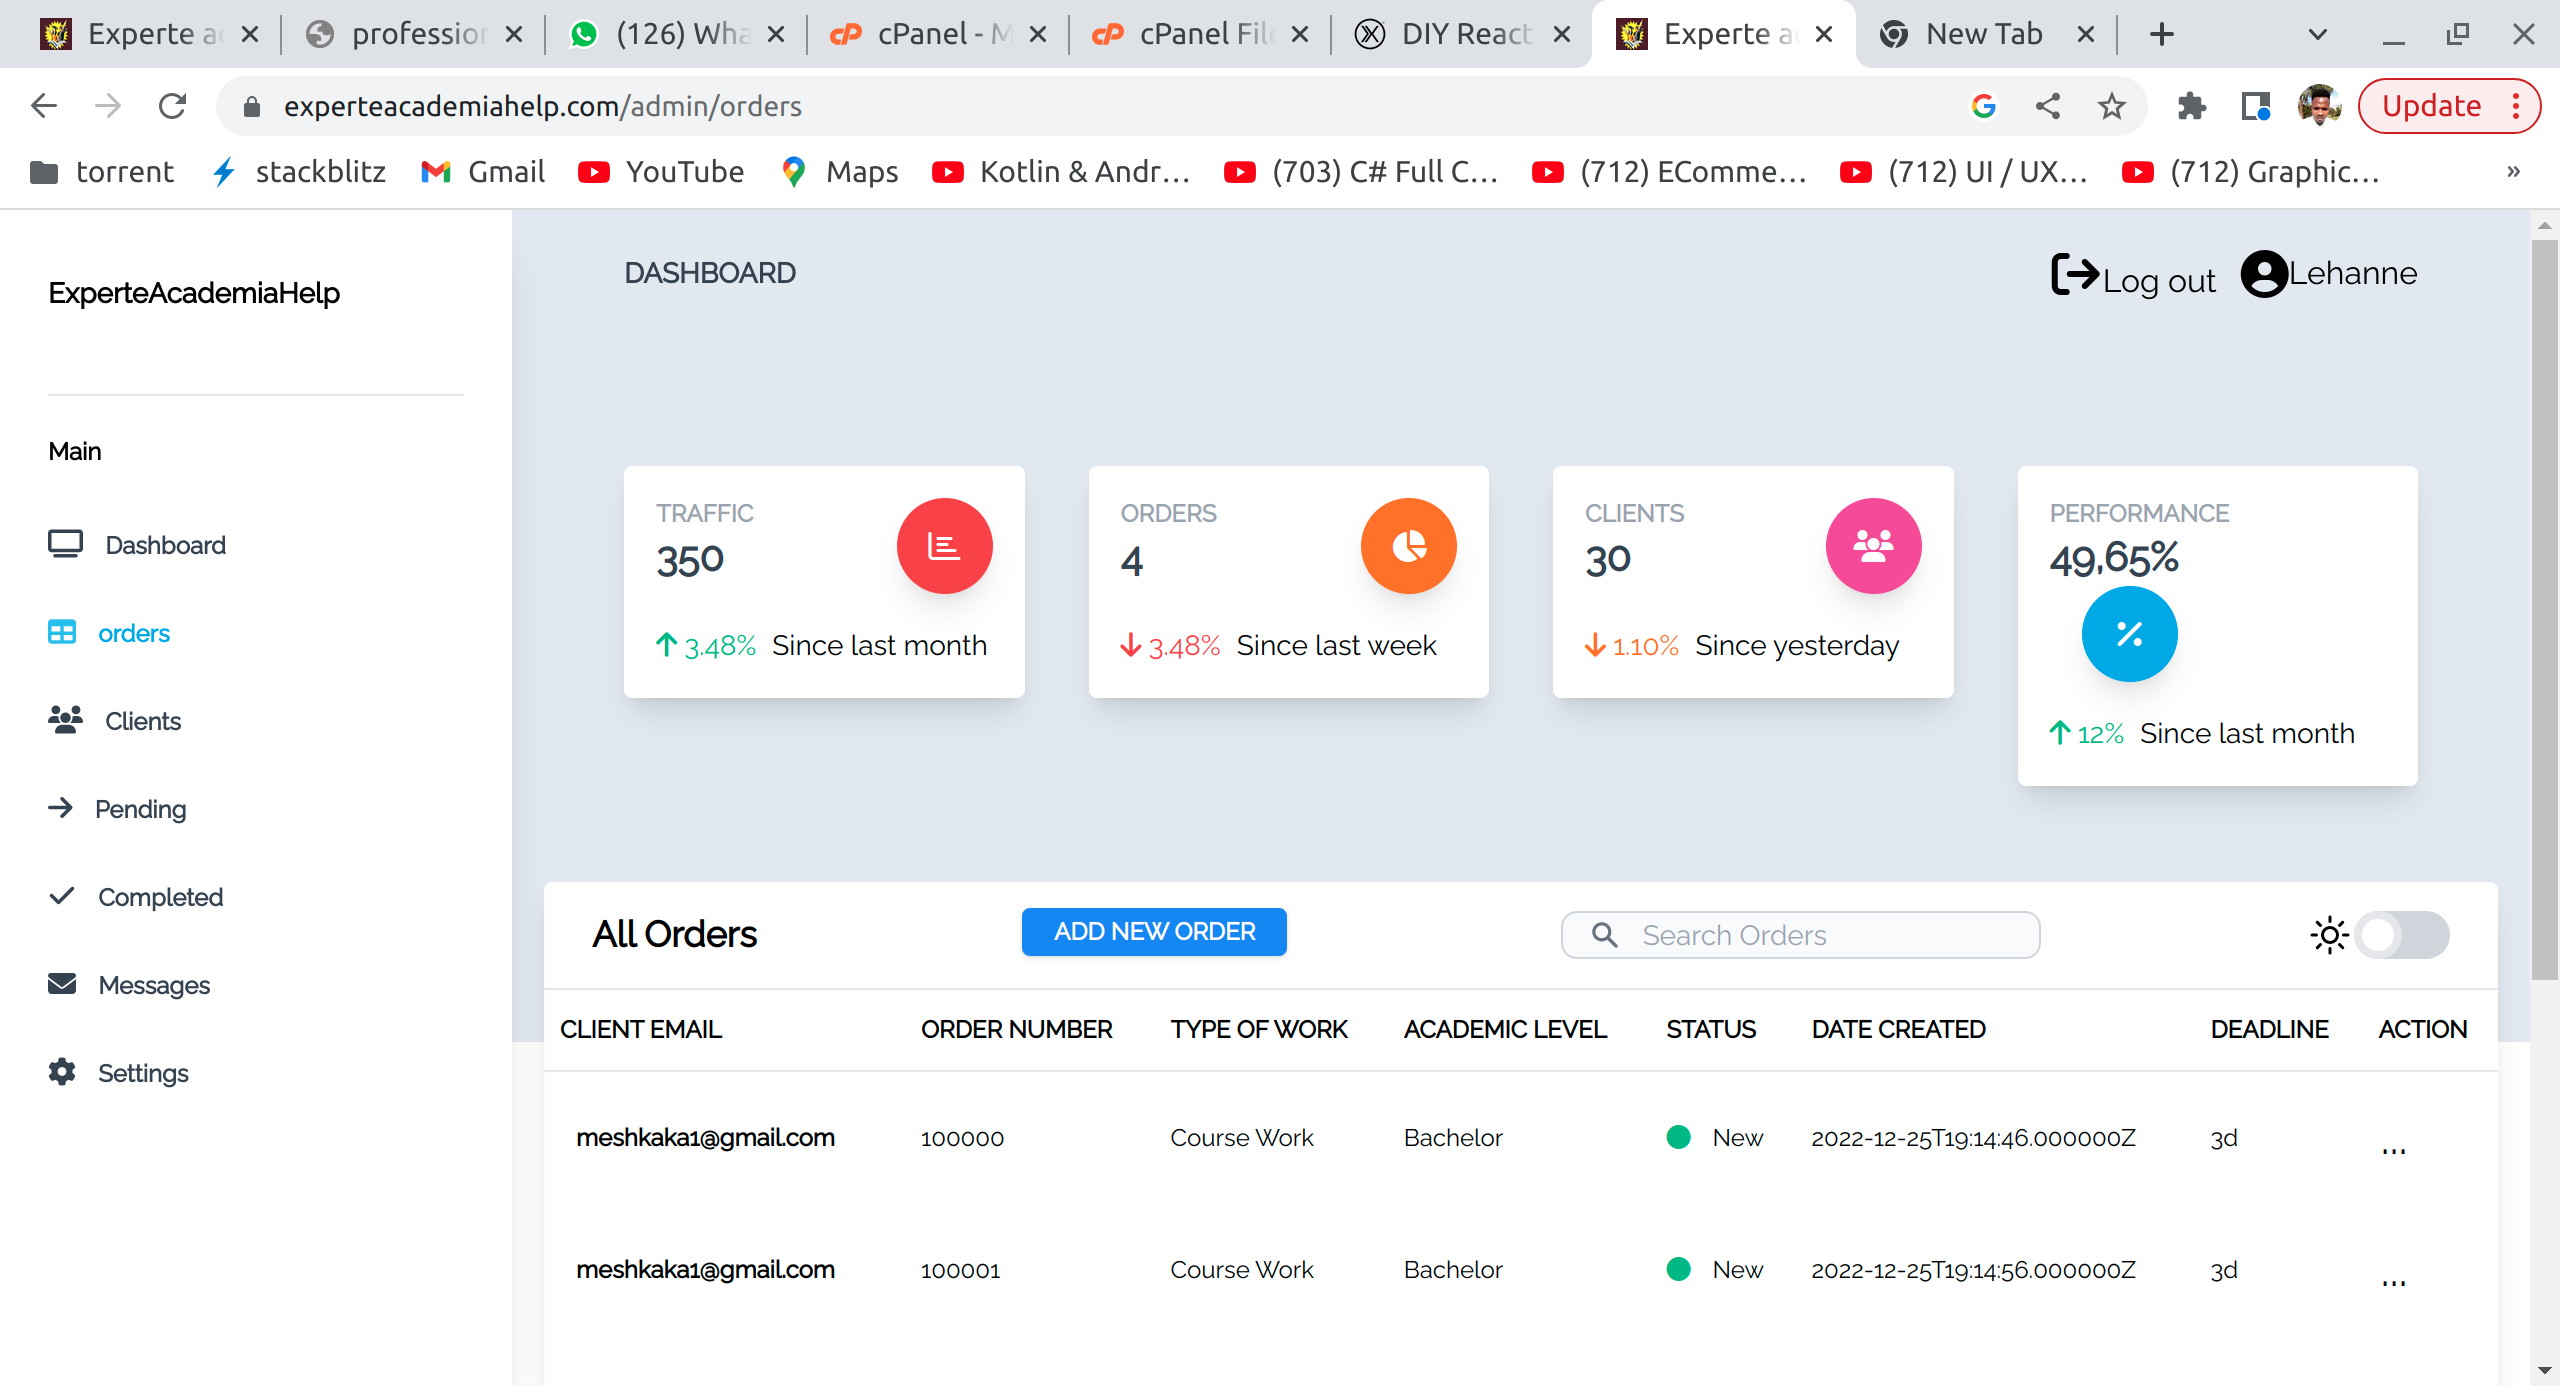 Experte a
profession
(126) Wha
cPanel - M
cPanel File
DIY React
Experte a
New Tab
experteacademiahelp.com/admin/orders
Update
torrent
stackblitz
Gmail
YouTube
Maps
Kotlin & Andr...
(703) C# Full C...
(712) EComme...
(712) UI / UX...
(712) Graphic...
»
ExperteAcademiaHelp
Main
Dashboard
orders
Clients
Pending
Completed
Messages
Settings
DASHBOARD
Log out
Lehanne
TRAFFIC
350
3.48% Since last month
ORDERS
4
3.48% Since last week
CLIENTS
30
1.10% Since yesterday
PERFORMANCE
49,65%
12% Since last month
All Orders
ADD NEW ORDER
Search Orders
CLIENT EMAIL ORDER NUMBER TYPE OF WORK ACADEMIC LEVEL STATUS DATE CREATED DEADLINE ACTION
meshkaka1@gmail.com 100000 Course Work Bachelor New 2022-12-25T19:14:46.000000Z 3d ...
meshkaka1@gmail.com 100001 Course Work Bachelor New 2022-12-25T19:14:56.000000Z 3d ...